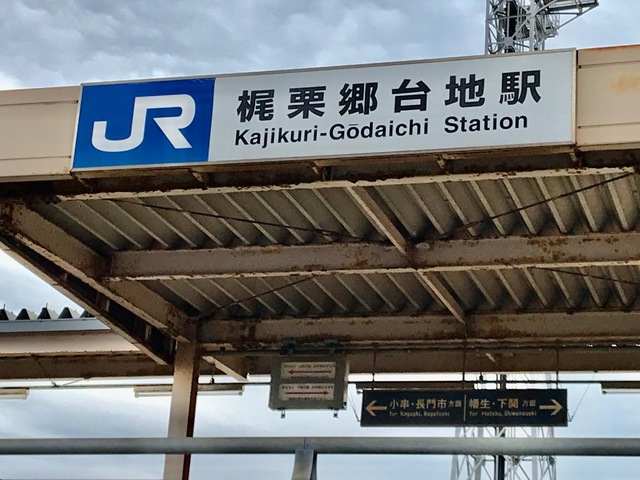 JR
梶栗郷台地駅
Kajikuri-Gōdaichi Station
← 小串・長門市 方面
for Kogushi, Nagatoshi
幡生・下関 方面 →
for Hatabu, Shimonoseki